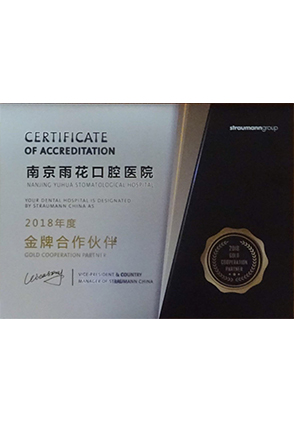 CERTIFICATE
OF ACCREDITATION
straumanngroup
南京雨花口腔医院
NANJING YUHUA STOMATOLOGICAL HOSPITAL
YOUR DENTAL HOSPITAL IS DESIGNATED
BY STRAUMANN CHINA AS
2018年度
金牌合作伙伴
GOLD COOPERATION PARTNER
VICE PRESIDENT & COUNTRY
MANAGER OF STRAUMANN CHINA
2018
GOLD
COOPERATION
PARTNER